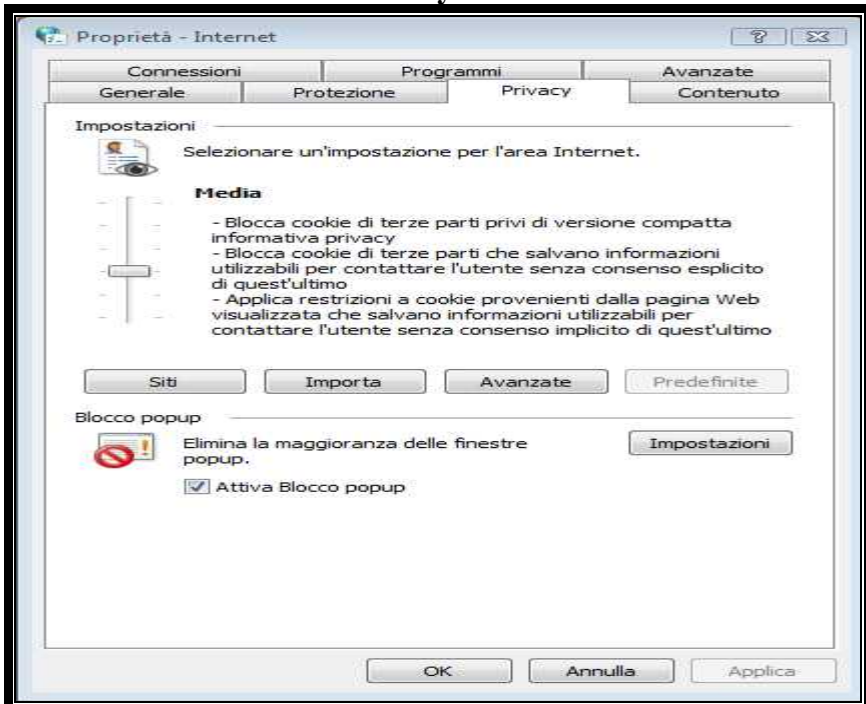 Proprietà - Internet
Connessioni Programmi Avanzate
Generale Protezione Privacy Contenuto
Impostazioni
Selezionare un'impostazione per l'area Internet.
Media
- Blocca cookie di terze parti privi di versione compatta
informativa privacy
- Blocca cookie di terze parti che salvano informazioni
utilizzabili per contattare l'utente senza consenso esplicito
di quest'ultimo
- Applica restrizioni a cookie provenienti dalla pagina Web
visualizzata che salvano informazioni utilizzabili per
contattare l'utente senza consenso implicito di quest'ultimo
Siti Importa Avanzate Predefinite
Blocco popup
Elimina la maggioranza delle finestre
popup.
Impostazioni
Attiva Blocco popup
OK Annulla Applica